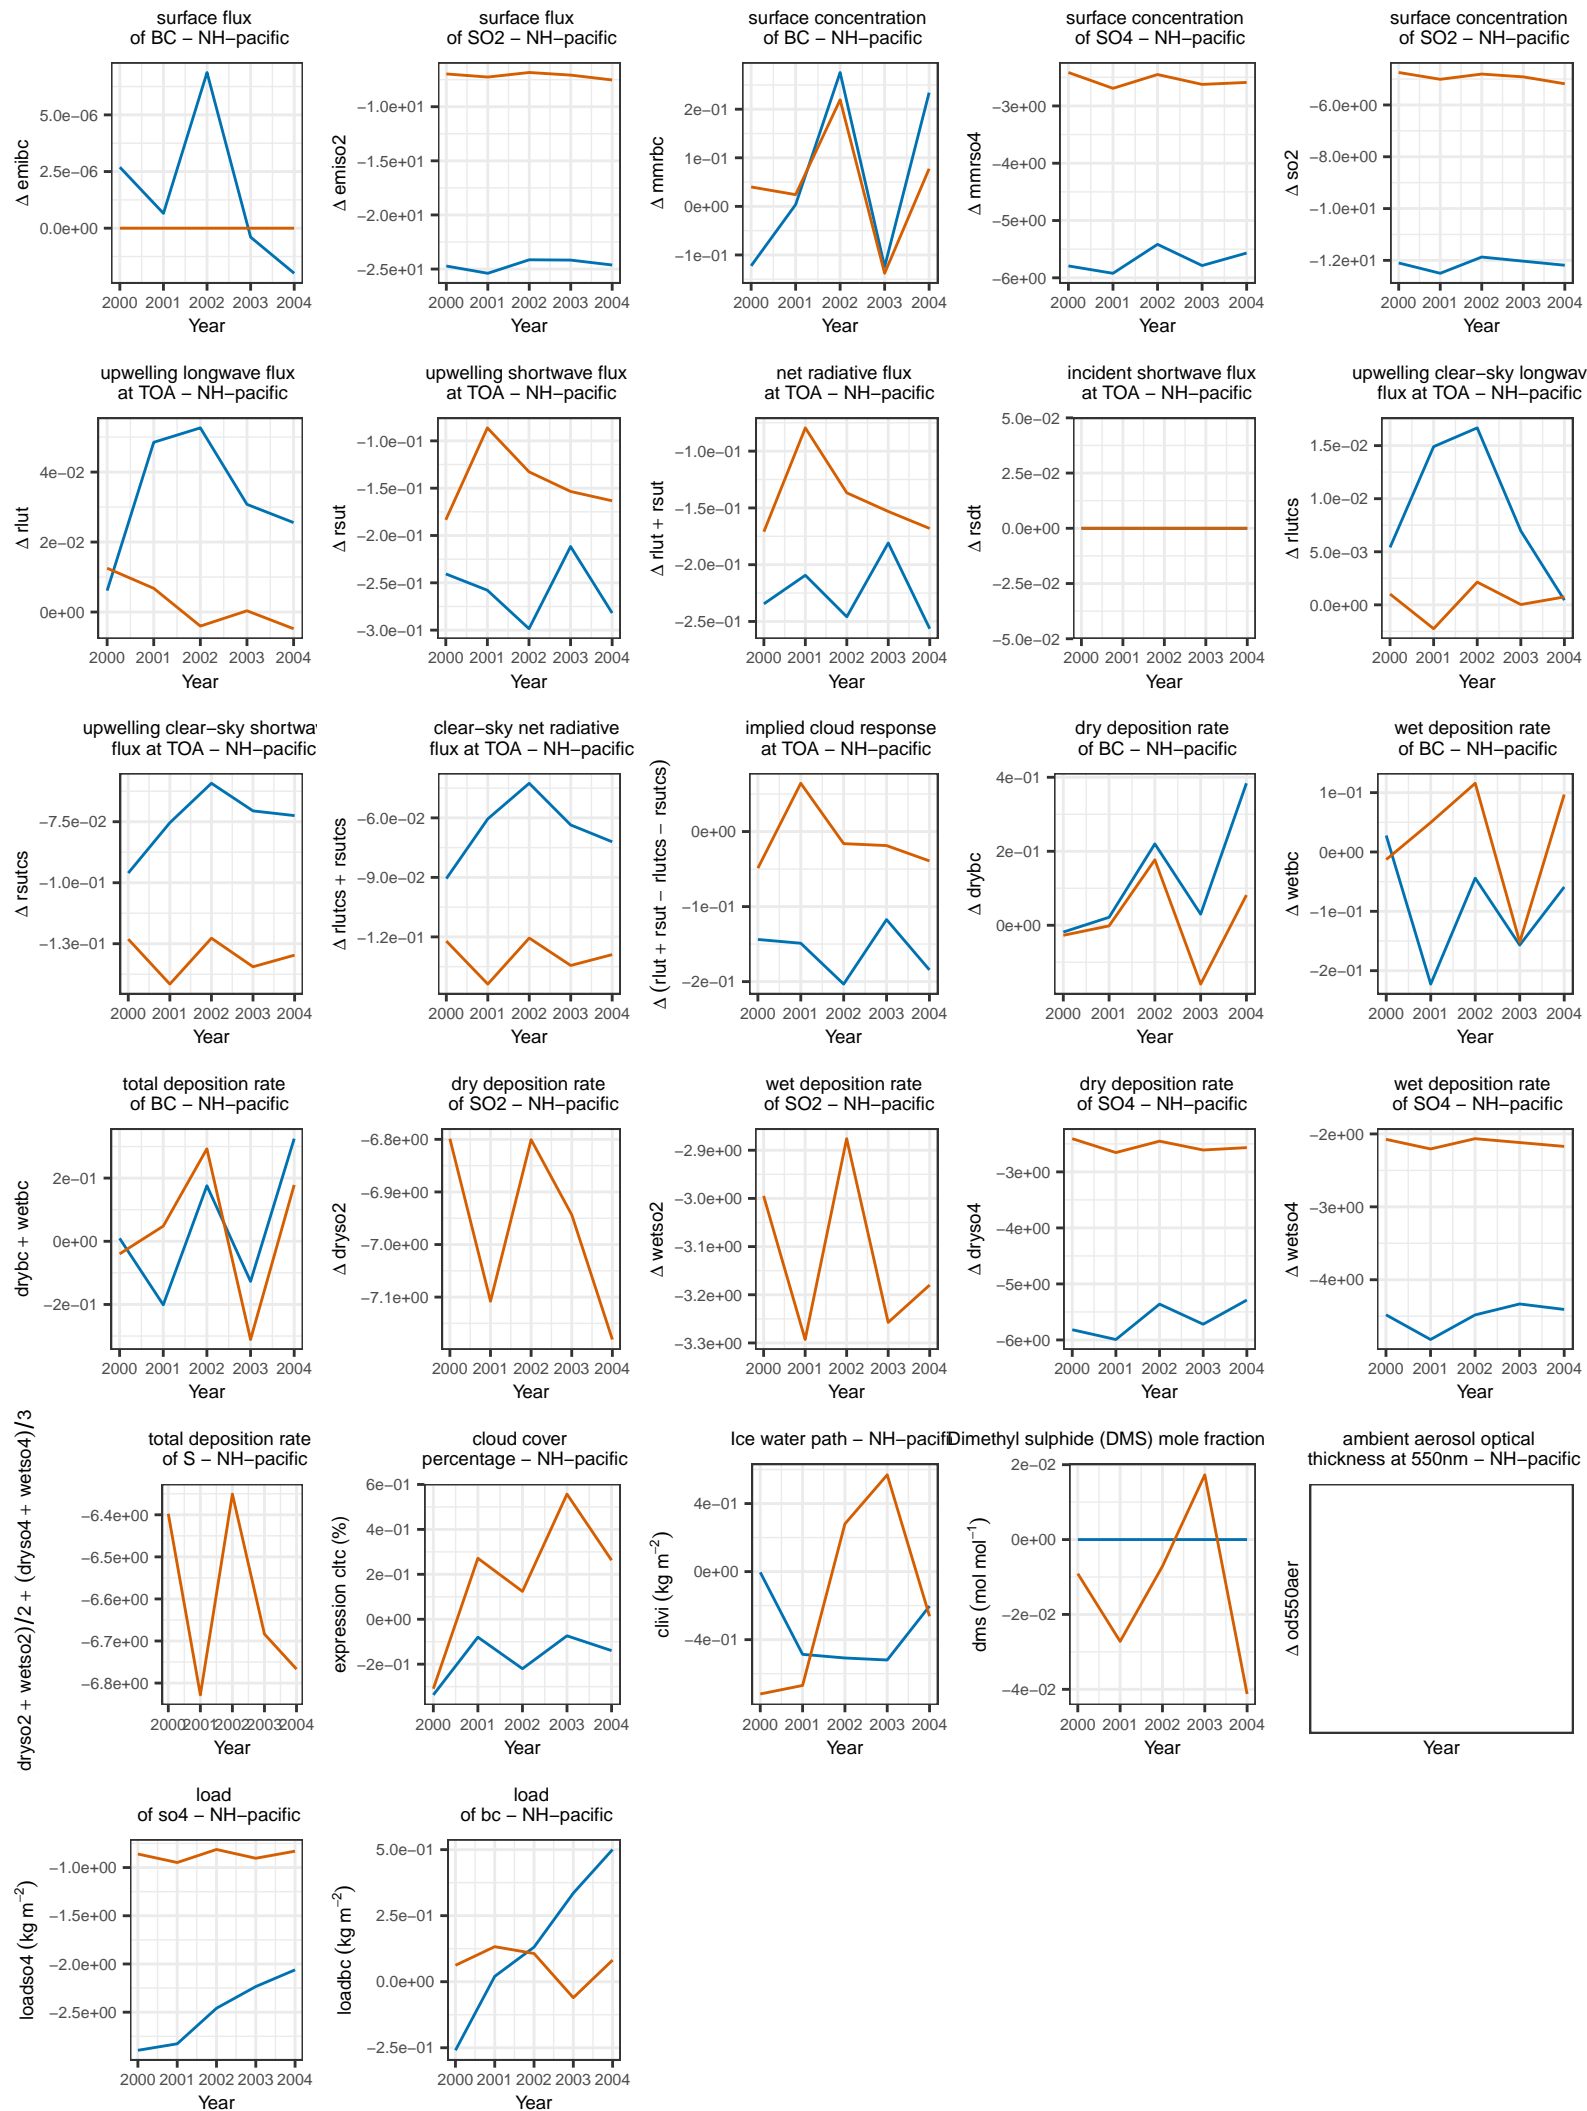 surface flux
of BC − NH−pacific
Δ emibc
5.0e−06
2.5e−06
0.0e+00
2000 2001 2002 2003 2004
Year
surface flux
of SO2 − NH−pacific
Δ emiso2
−1.0e+01
−1.5e+01
−2.0e+01
−2.5e+01
2000 2001 2002 2003 2004
Year
surface concentration
of BC − NH−pacific
Δ mmrbc
2e−01
1e−01
0e+00
−1e−01
2000 2001 2002 2003 2004
Year
surface concentration
of SO4 − NH−pacific
Δ mmrso4
−3e+00
−4e+00
−5e+00
−6e+00
2000 2001 2002 2003 2004
Year
surface concentration
of SO2 − NH−pacific
Δ so2
−6.0e+00
−8.0e+00
−1.0e+01
−1.2e+01
2000 2001 2002 2003 2004
Year
upwelling longwave flux
at TOA − NH−pacific
Δ rlut
4e−02
2e−02
0e+00
2000 2001 2002 2003 2004
Year
upwelling shortwave flux
at TOA − NH−pacific
Δ rsut
−1.0e−01
−1.5e−01
−2.0e−01
−2.5e−01
−3.0e−01
2000 2001 2002 2003 2004
Year
net radiative flux
at TOA − NH−pacific
Δ rlut + rsut
−1.0e−01
−1.5e−01
−2.0e−01
−2.5e−01
2000 2001 2002 2003 2004
Year
incident shortwave flux
at TOA − NH−pacific
Δ rsdt
5.0e−02
2.5e−02
0.0e+00
−2.5e−02
−5.0e−02
2000 2001 2002 2003 2004
Year
upwelling clear−sky longwav
flux at TOA − NH−pacific
Δ rlutcs
1.5e−02
1.0e−02
5.0e−03
0.0e+00
2000 2001 2002 2003 2004
Year
upwelling clear−sky shortwav
flux at TOA − NH−pacific
Δ rsutcs
−7.5e−02
−1.0e−01
−1.3e−01
2000 2001 2002 2003 2004
Year
clear−sky net radiative
flux at TOA − NH−pacific
Δ rlutcs + rsutcs
−6.0e−02
−9.0e−02
−1.2e−01
2000 2001 2002 2003 2004
Year
implied cloud response
at TOA − NH−pacific
Δ (rlut + rsut − rlutcs − rsutcs)
0e+00
−1e−01
−2e−01
2000 2001 2002 2003 2004
Year
dry deposition rate
of BC − NH−pacific
Δ drybc
4e−01
2e−01
0e+00
2000 2001 2002 2003 2004
Year
wet deposition rate
of BC − NH−pacific
Δ wetbc
1e−01
0e+00
−1e−01
−2e−01
2000 2001 2002 2003 2004
Year
total deposition rate
of BC − NH−pacific
drybc + wetbc
2e−01
0e+00
−2e−01
2000 2001 2002 2003 2004
Year
dry deposition rate
of SO2 − NH−pacific
Δ dryso2
−6.8e+00
−6.9e+00
−7.0e+00
−7.1e+00
2000 2001 2002 2003 2004
Year
wet deposition rate
of SO2 − NH−pacific
Δ wetso2
−2.9e+00
−3.0e+00
−3.1e+00
−3.2e+00
−3.3e+00
2000 2001 2002 2003 2004
Year
dry deposition rate
of SO4 − NH−pacific
Δ dryso4
−3e+00
−4e+00
−5e+00
−6e+00
2000 2001 2002 2003 2004
Year
wet deposition rate
of SO4 − NH−pacific
Δ wetso4
−2e+00
−3e+00
−4e+00
2000 2001 2002 2003 2004
Year
total deposition rate
of S − NH−pacific
dryso2 + wetso2)/2 + (dryso4 + wetso4)/3
−6.4e+00
−6.5e+00
−6.6e+00
−6.7e+00
−6.8e+00
2000 2001 2002 2003 2004
Year
cloud cover
percentage − NH−pacific
expression cltc (%)
6e−01
4e−01
2e−01
0e+00
−2e−01
2000 2001 2002 2003 2004
Year
Ice water path − NH−pacifi
clivi (kg m−2)
4e−01
0e+00
−4e−01
2000 2001 2002 2003 2004
Year
Dimethyl sulphide (DMS) mole fraction
dms (mol mol−1)
2e−02
0e+00
−2e−02
−4e−02
2000 2001 2002 2003 2004
Year
ambient aerosol optical
thickness at 550nm − NH−pacific
Δ od550aer
Year
load
of so4 − NH−pacific
loadso4 (kg m−2)
−1.0e+00
−1.5e+00
−2.0e+00
−2.5e+00
2000 2001 2002 2003 2004
Year
load
of bc − NH−pacific
loadbc (kg m−2)
5.0e−01
2.5e−01
0.0e+00
−2.5e−01
2000 2001 2002 2003 2004
Year